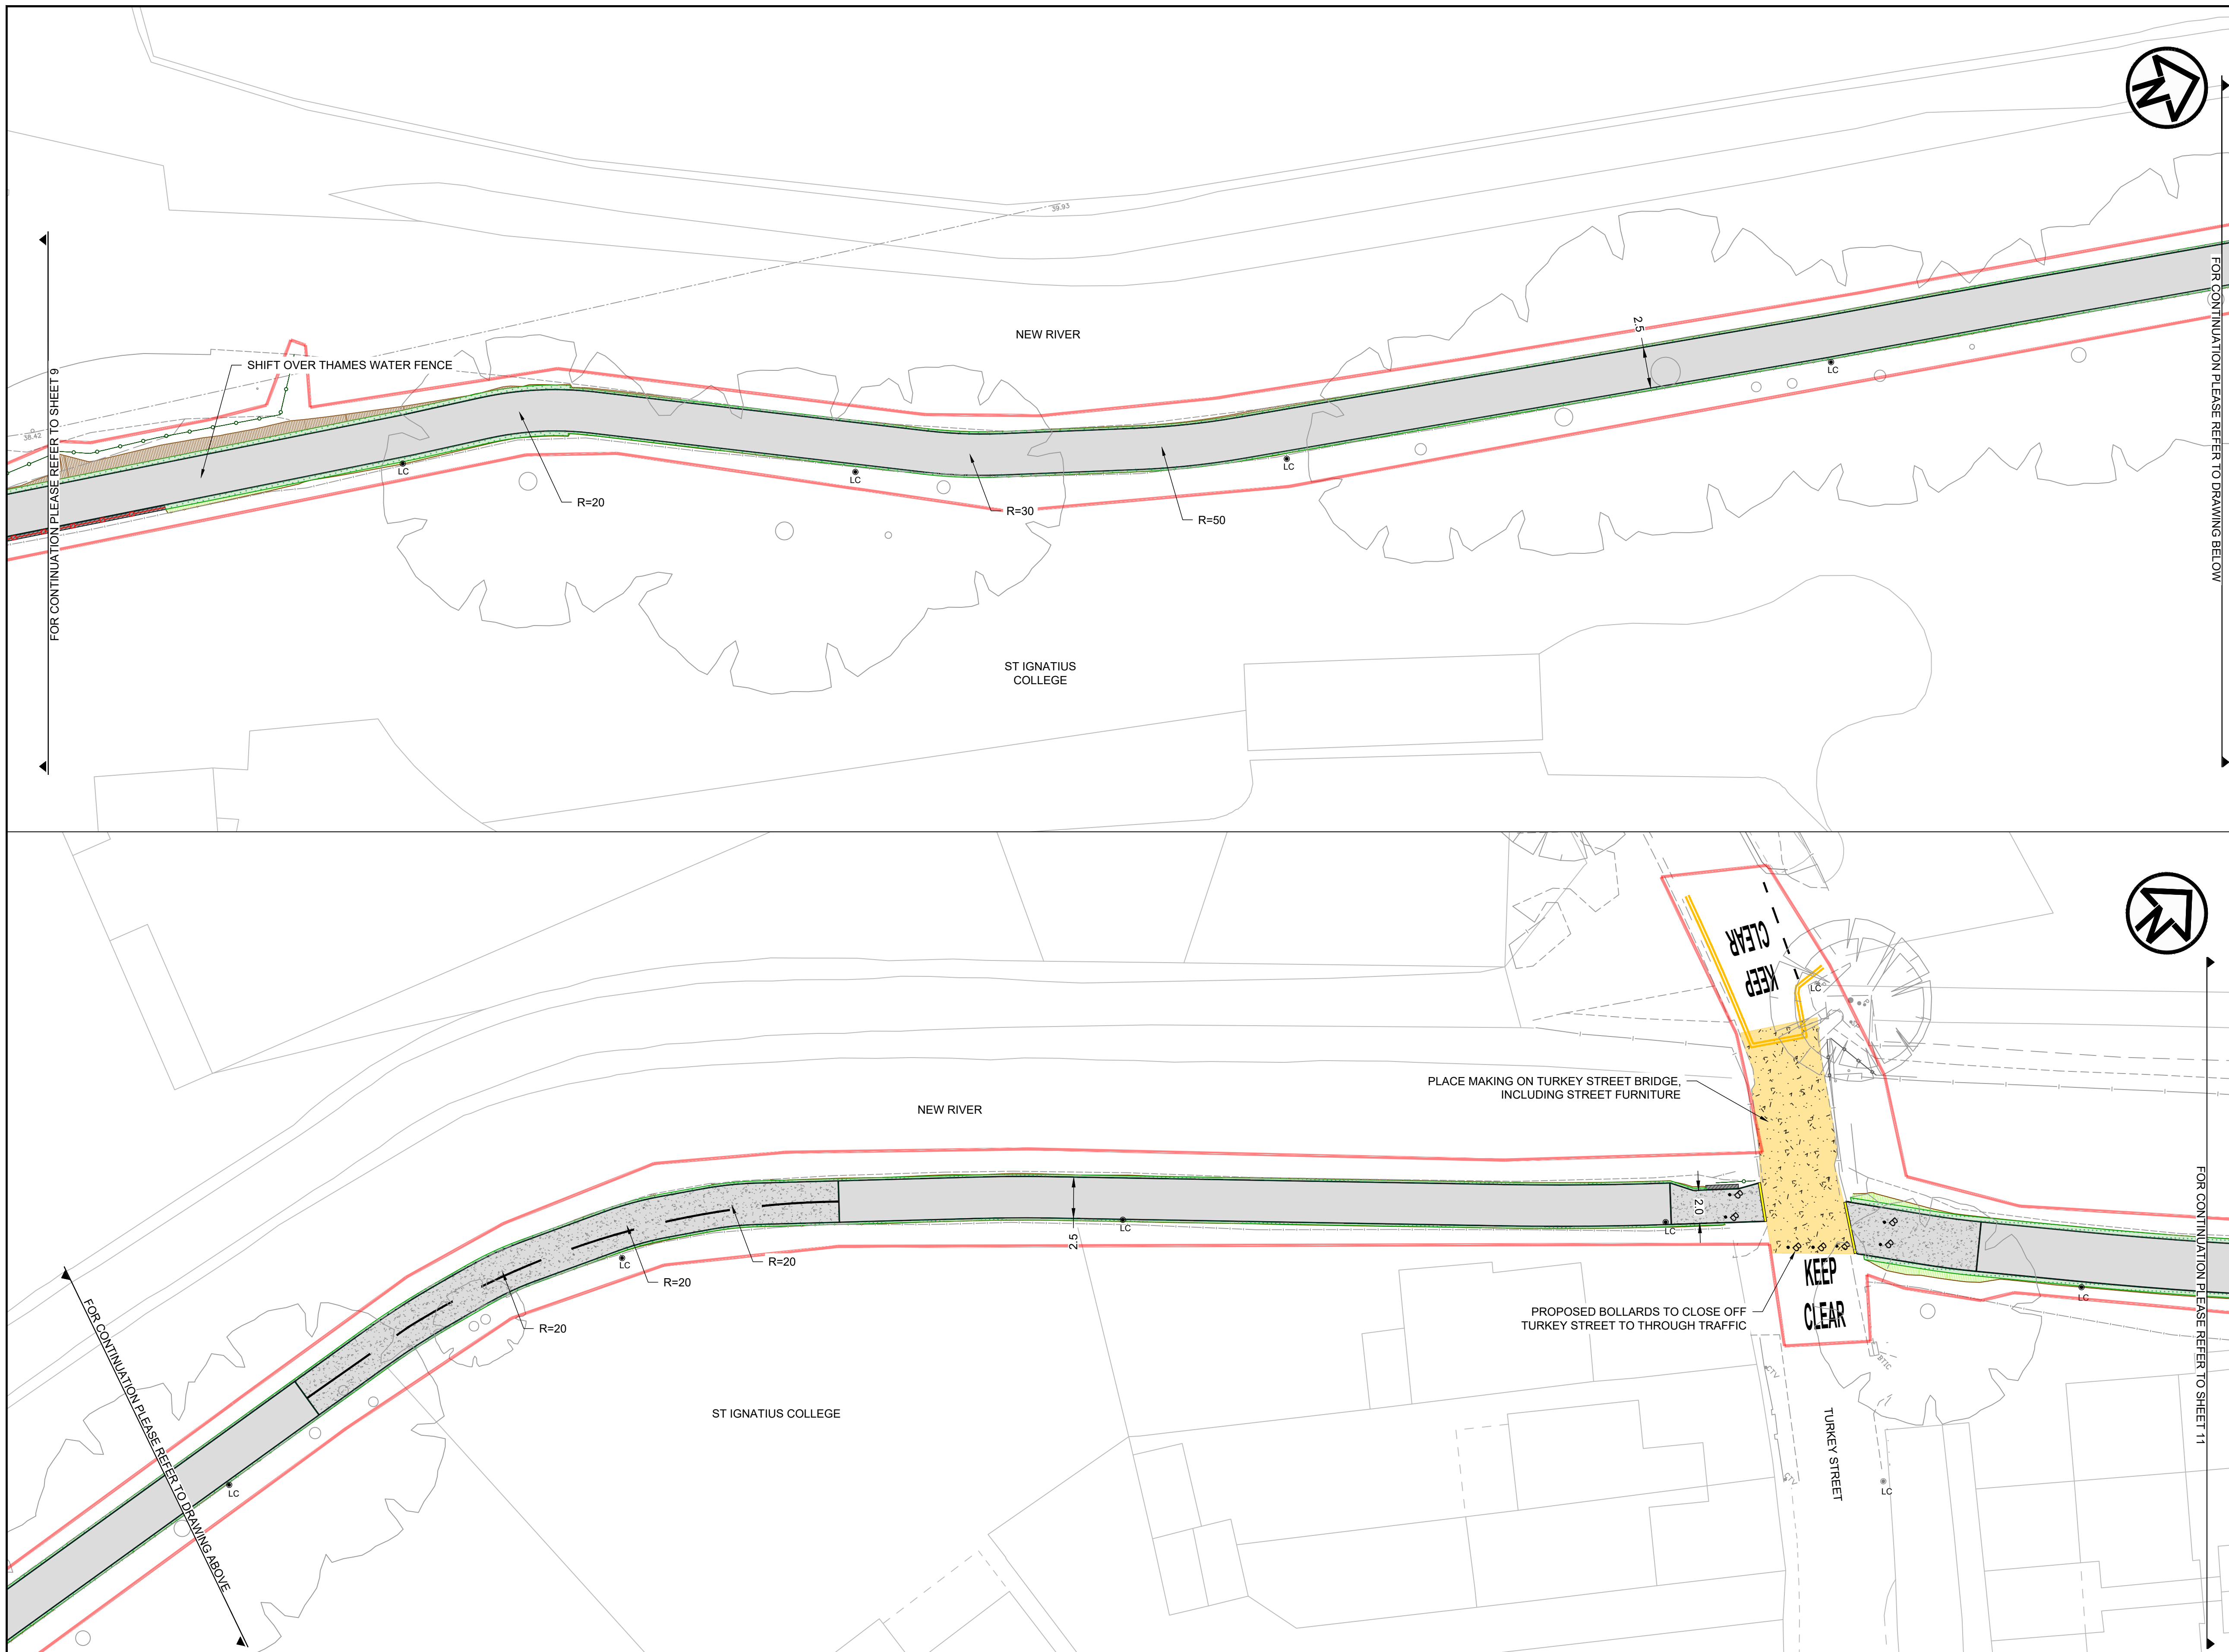 N
39.93
FOR CONTINUATION PLEASE REFER TO SHEET 9
SHIFT OVER THAMES WATER FENCE
NEW RIVER
2.5
FOR CONTINUATION PLEASE REFER TO DRAWING BELOW
38.42
LC
LC
LC
LC
R=20
R=30
R=50
ST IGNATIUS
COLLEGE
N
KEEP
CLEAR
LC
PLACE MAKING ON TURKEY STREET BRIDGE,
INCLUDING STREET FURNITURE
NEW RIVER
FOR CONTINUATION PLEASE REFER TO SHEET 11
2.0
B
B
B
B
B
B
B
2.5
LC
LC
LC
LC
R=20
R=20
R=20
KEEP
CLEAR
PROPOSED BOLLARDS TO CLOSE OFF
TURKEY STREET TO THROUGH TRAFFIC
FOR CONTINUATION PLEASE REFER TO DRAWING ABOVE
CTV
BTIC
ST IGNATIUS COLLEGE
TURKEY STREET
CTV
LC
LC